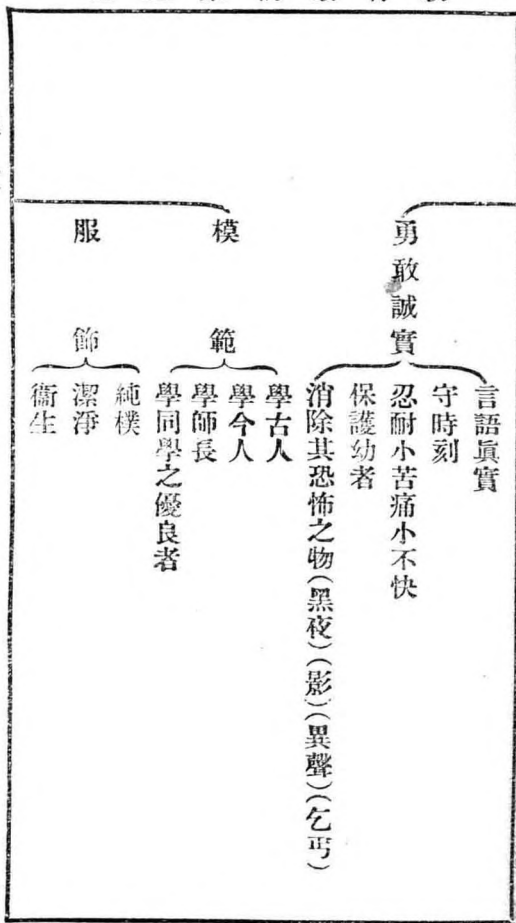 勇敢誠實
言語眞實
守時刻
忍耐小苦痛小不快
保護幼者
消除其恐怖之物(黑夜)(影)(異聲)(乞丐)
模範
學古人
學今人
學師長
學同學之優良者
服飾
純樸
潔淨
衞生